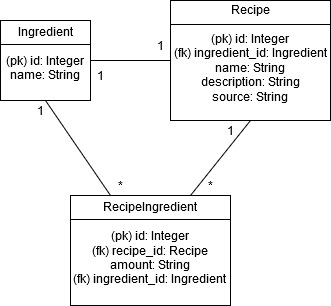 Ingredient
(pk) id: Integer
name: String
1
1
Recipe
(pk) id: Integer
(fk) ingredient_id: Ingredient
name: String
description: String
source: String
1
1
*
*
RecipeIngredient
(pk) id: Integer
(fk) recipe_id: Recipe
amount: String
(fk) ingredient_id: Ingredient